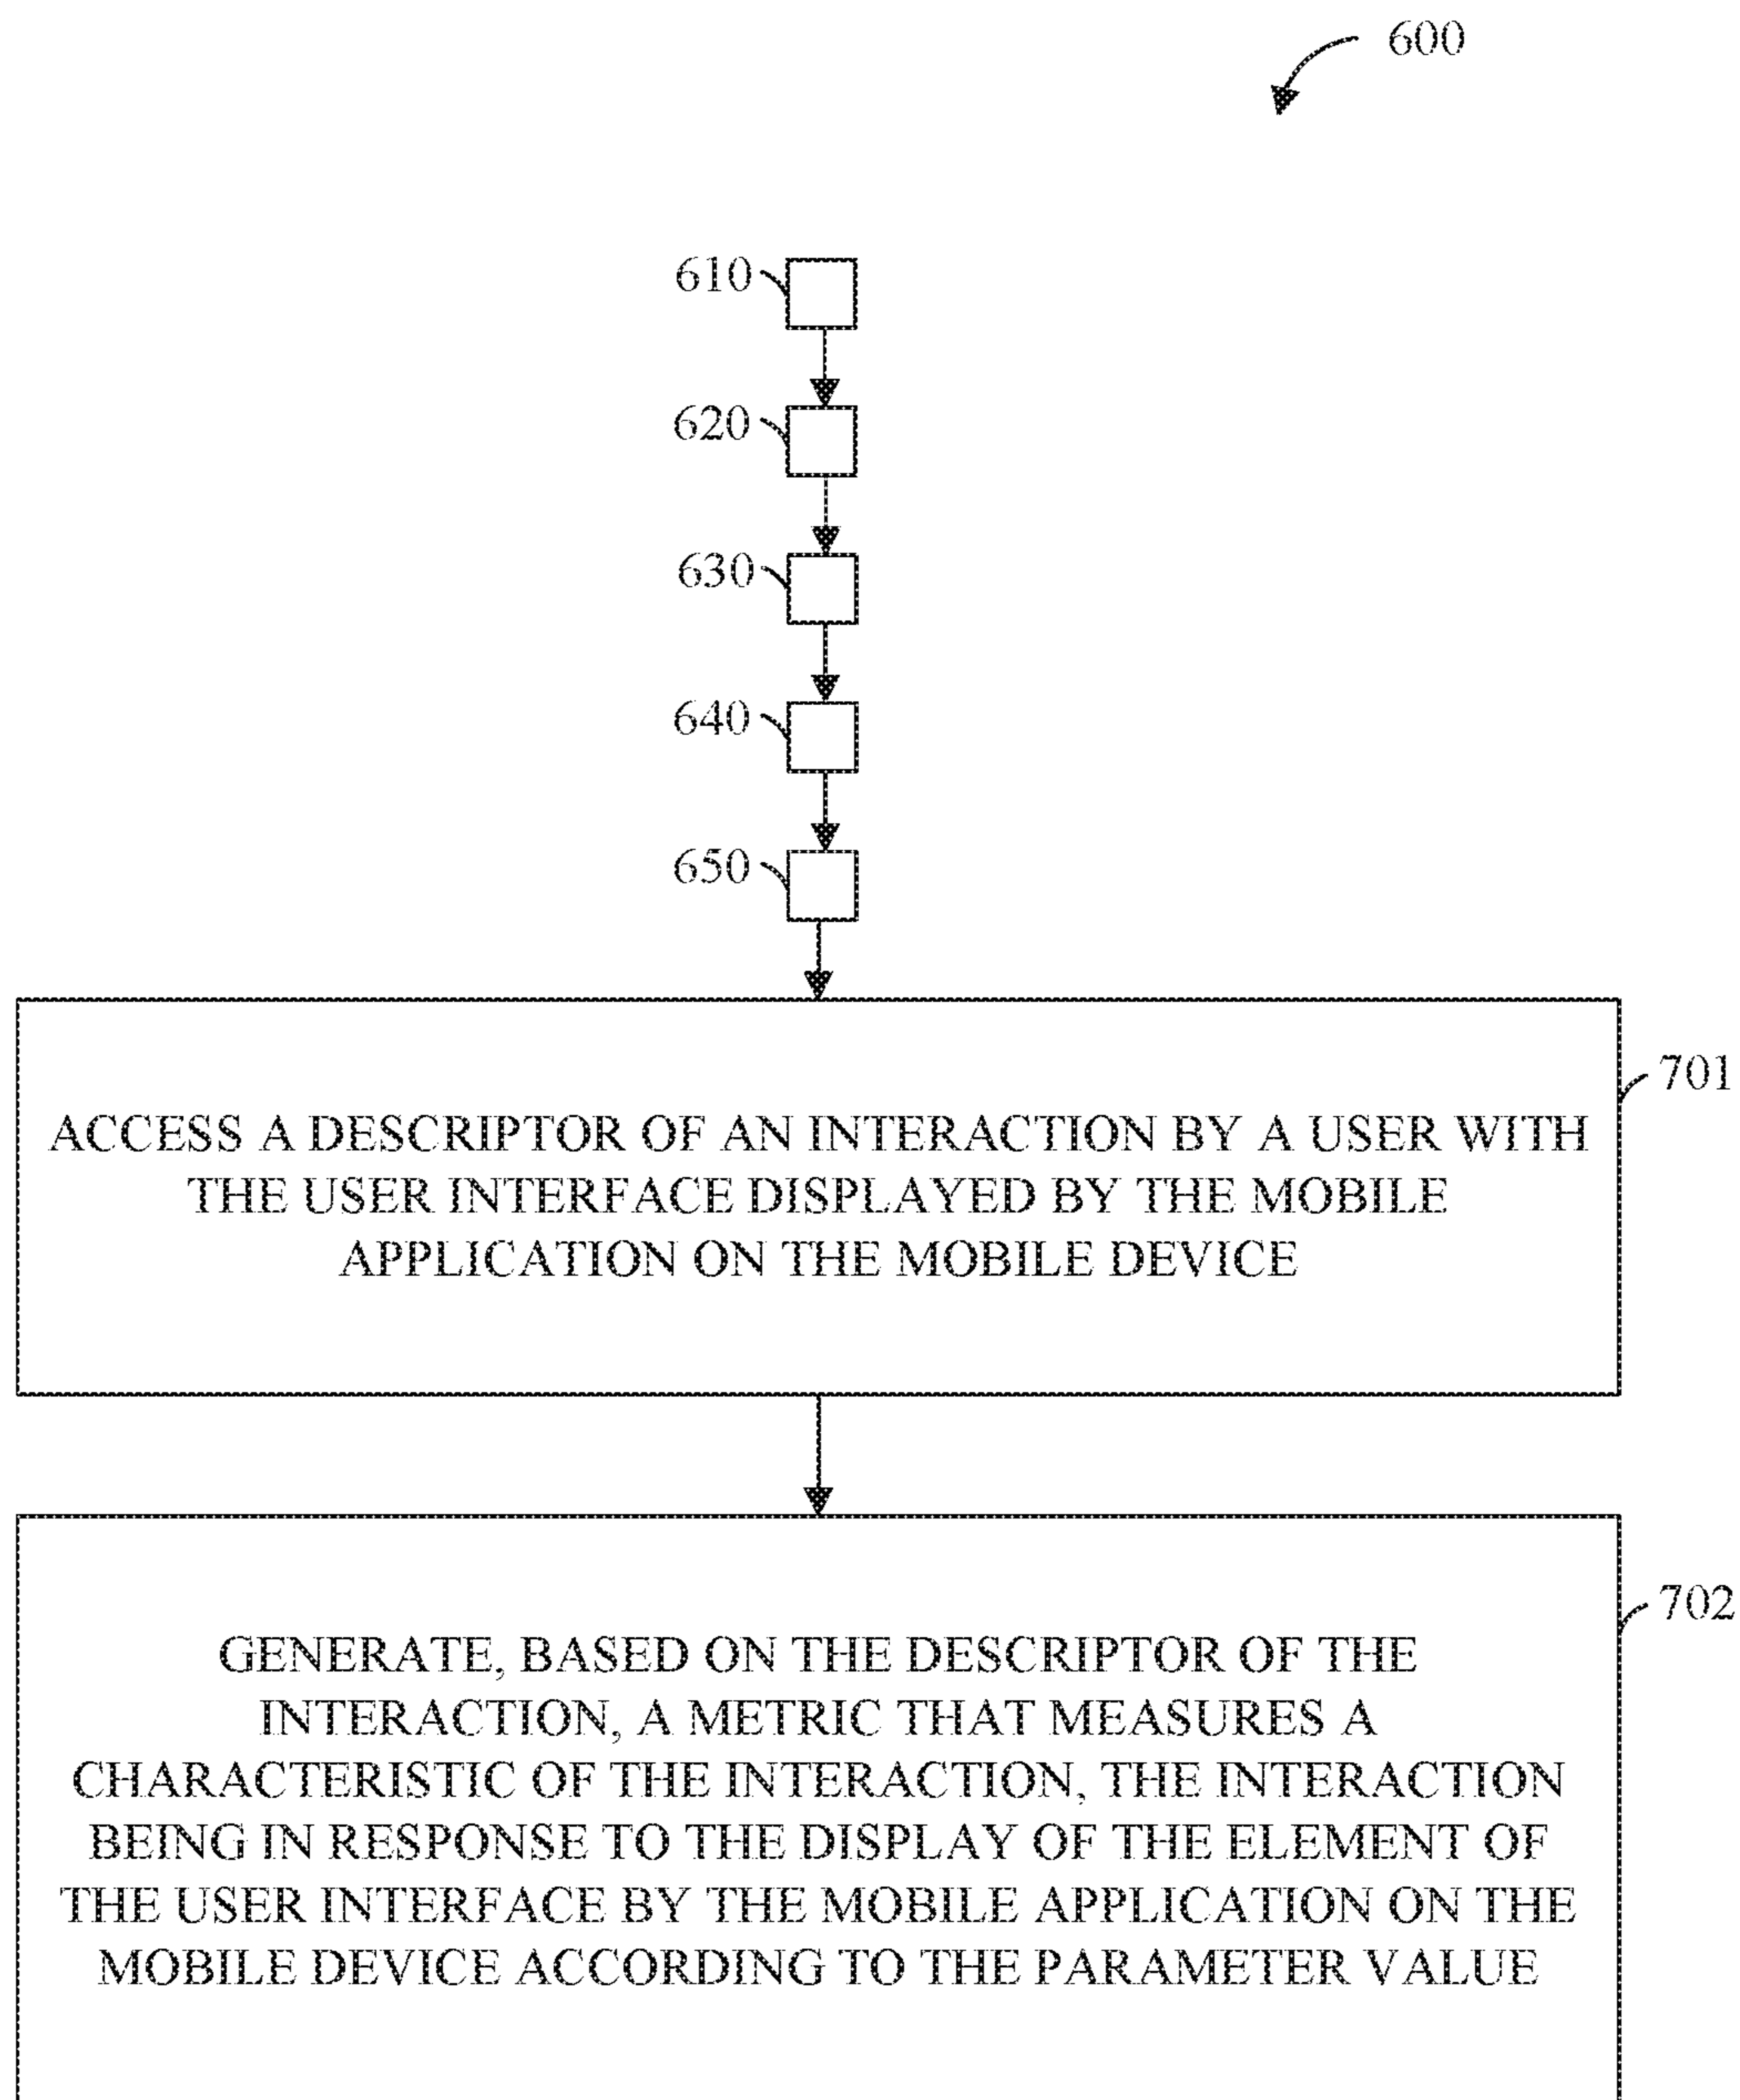 600
610
620
630
640
650
701
ACCESS A DESCRIPTOR OF AN INTERACTION BY A USER WITH
THE USER INTERFACE DISPLAYED BY THE MOBILE
APPLICATION ON THE MOBILE DEVICE
702
GENERATE, BASED ON THE DESCRIPTOR OF THE
INTERACTION, A METRIC THAT MEASURES A
CHARACTERISTIC OF THE INTERACTION, THE INTERACTION
BEING IN RESPONSE TO THE DISPLAY OF THE ELEMENT OF
THE USER INTERFACE BY THE MOBILE APPLICATION ON THE
MOBILE DEVICE ACCORDING TO THE PARAMETER VALUE